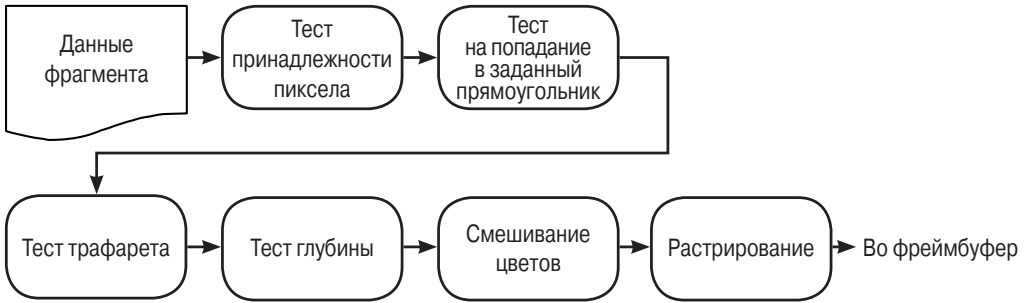 Данные
фрагмента
Тест
принадлежности
пиксела
Тест
на попадание
в заданный
прямоугольник
Тест трафарета
Тест глубины
Смешивание
цветов
Растрирование
Во фреймбуфер